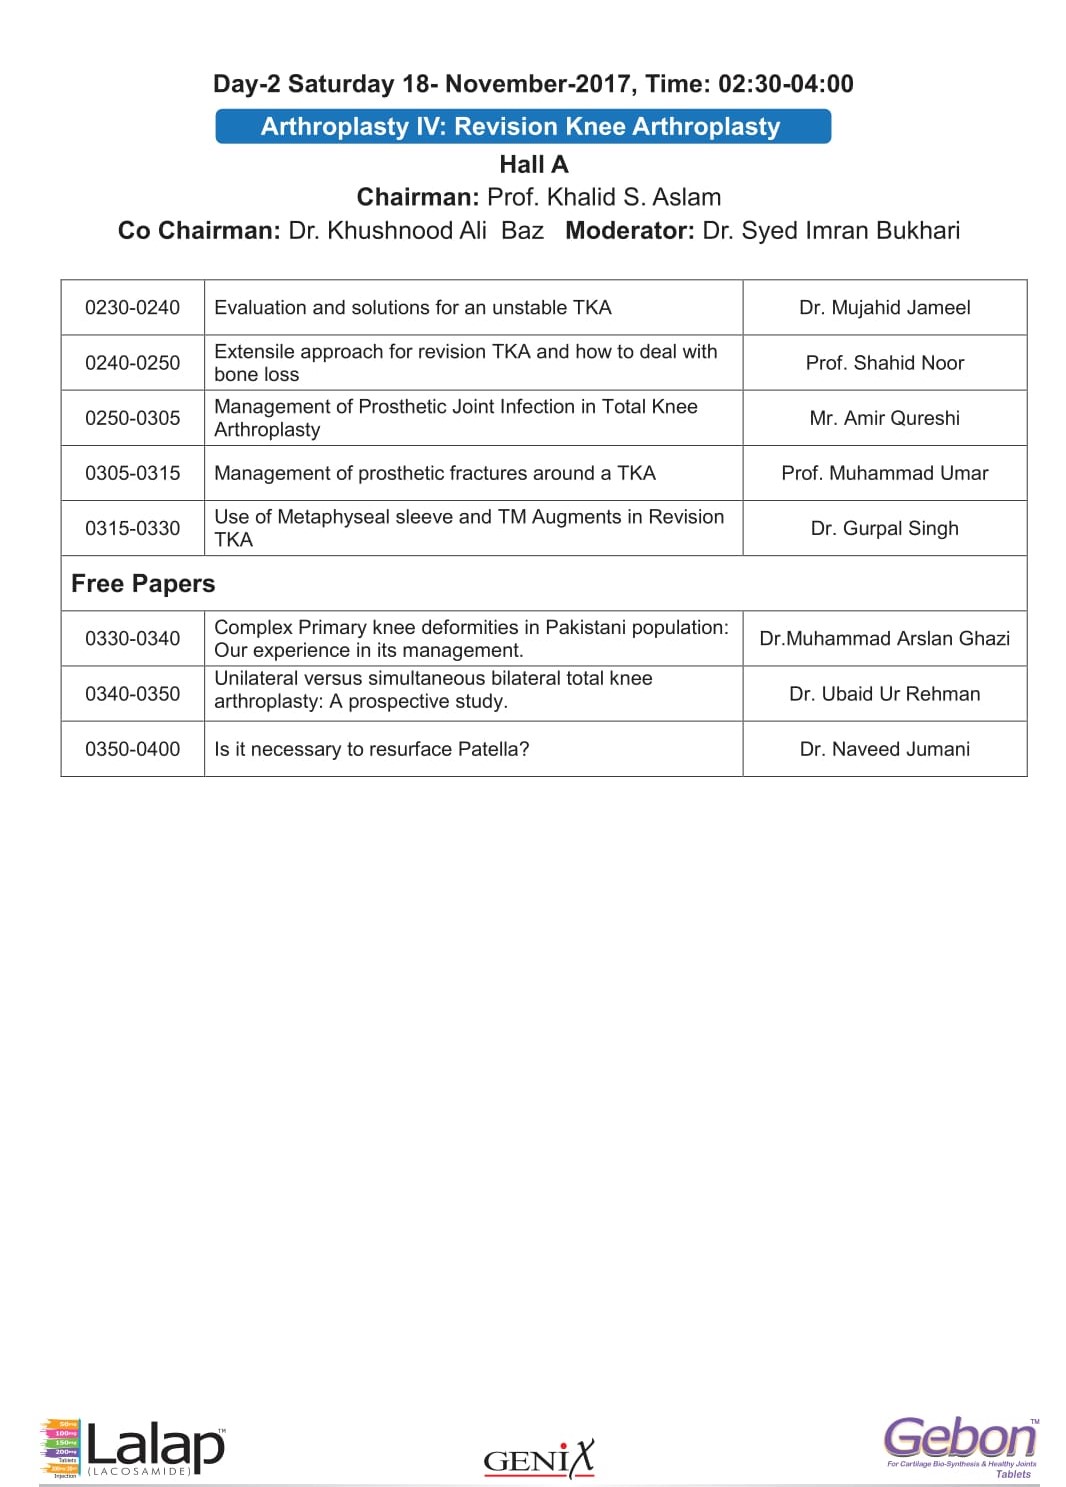 Day-2 Saturday 18- November-2017, Time: 02:30-04:00
Arthroplasty IV: Revision Knee Arthroplasty
Hall A
Chairman: Prof. Khalid S. Aslam
Co Chairman: Dr. Khushnood Ali Baz Moderator: Dr. Syed Imran Bukhari
0230-0240 Evaluation and solutions for an unstable TKA Dr. Mujahid Jameel
0240-0250 Extensile approach for revision TKA and how to deal with
bone loss Prof. Shahid Noor
0250-0305 Management of Prosthetic Joint Infection in Total Knee
Arthroplasty Mr. Amir Qureshi
0305-0315 Management of prosthetic fractures around a TKA Prof. Muhammad Umar
0315-0330 Use of Metaphyseal sleeve and TM Augments in Revision
TKA Dr. Gurpal Singh
Free Papers
0330-0340 Complex Primary knee deformities in Pakistani population:
Our experience in its management. Dr.Muhammad Arslan Ghazi
0340-0350 Unilateral versus simultaneous bilateral total knee
arthroplasty: A prospective study. Dr. Ubaid Ur Rehman
0350-0400 Is it necessary to resurface Patella? Dr. Naveed Jumani
50mg
100mg
150mg
200mg
Tablets
Injection
Lalap™
(LACOSAMIDE)
GENiX
Gebon™
For Cartilage Bio-Synthesis & Healthy Joints
Tablets